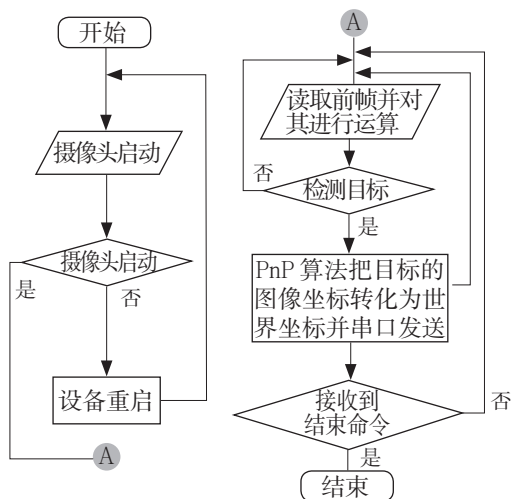 开始
摄像头启动
摄像头启动
是
否
设备重启
A
A
读取前帧并对
其进行运算
否
检测目标
是
PnP 算法把目标的
图像坐标转化为世
界坐标并串口发送
接收到
结束命令
否
是
结束